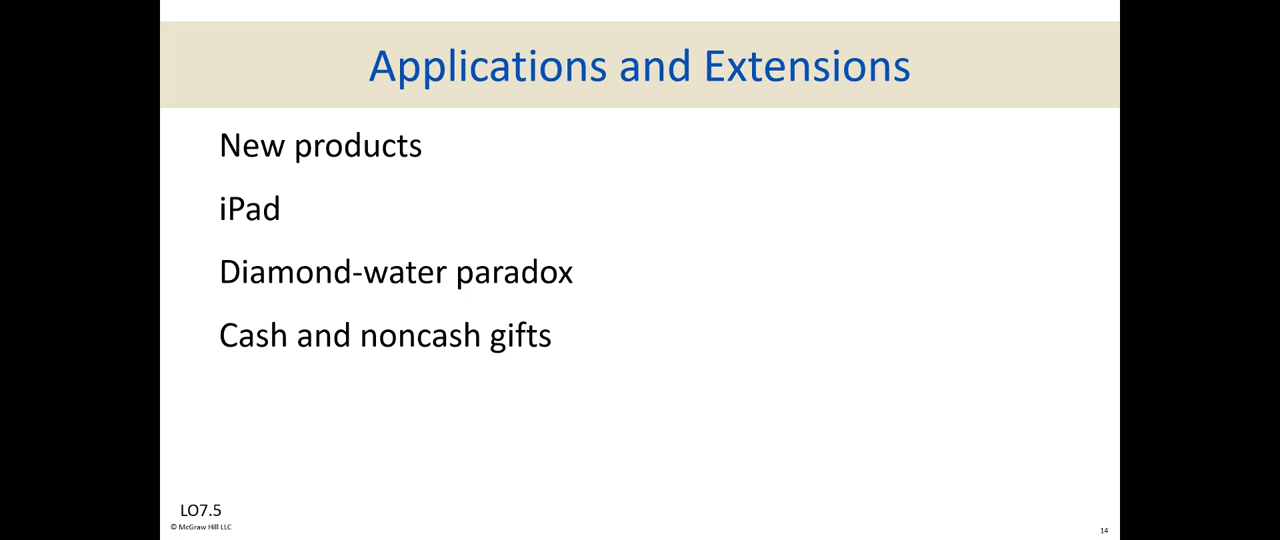 Applications and Extensions
New products
iPad
Diamond-water paradox
Cash and noncash gifts
LO7.5
© McGraw Hill LLC
14